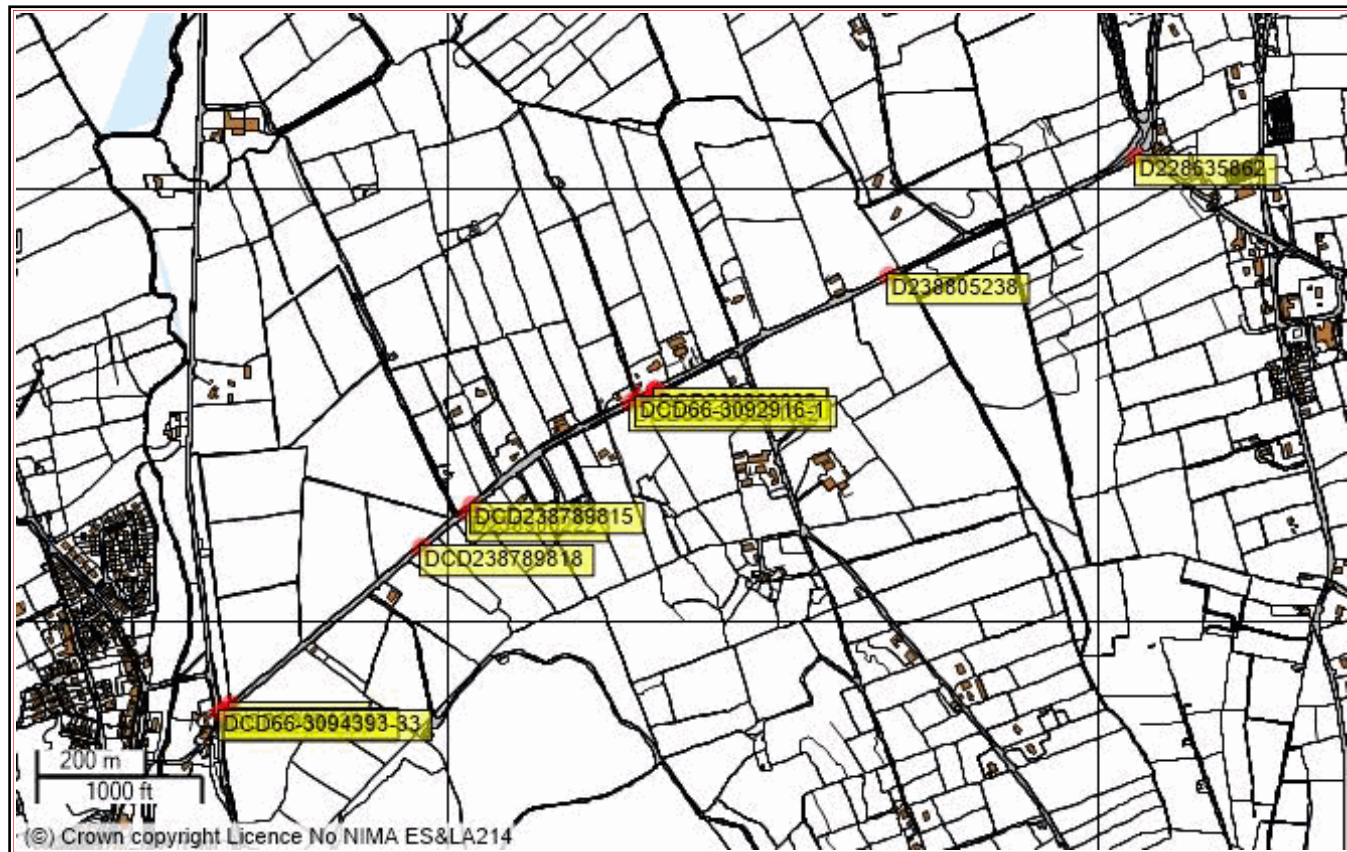 D228635862
D238805238
DCD66-3092916-1
DCD238789815
DCD238789818
DCD66-3094393-33
200 m
1000 ft
(©) Crown copyright Licence No NIMA ES&LA214